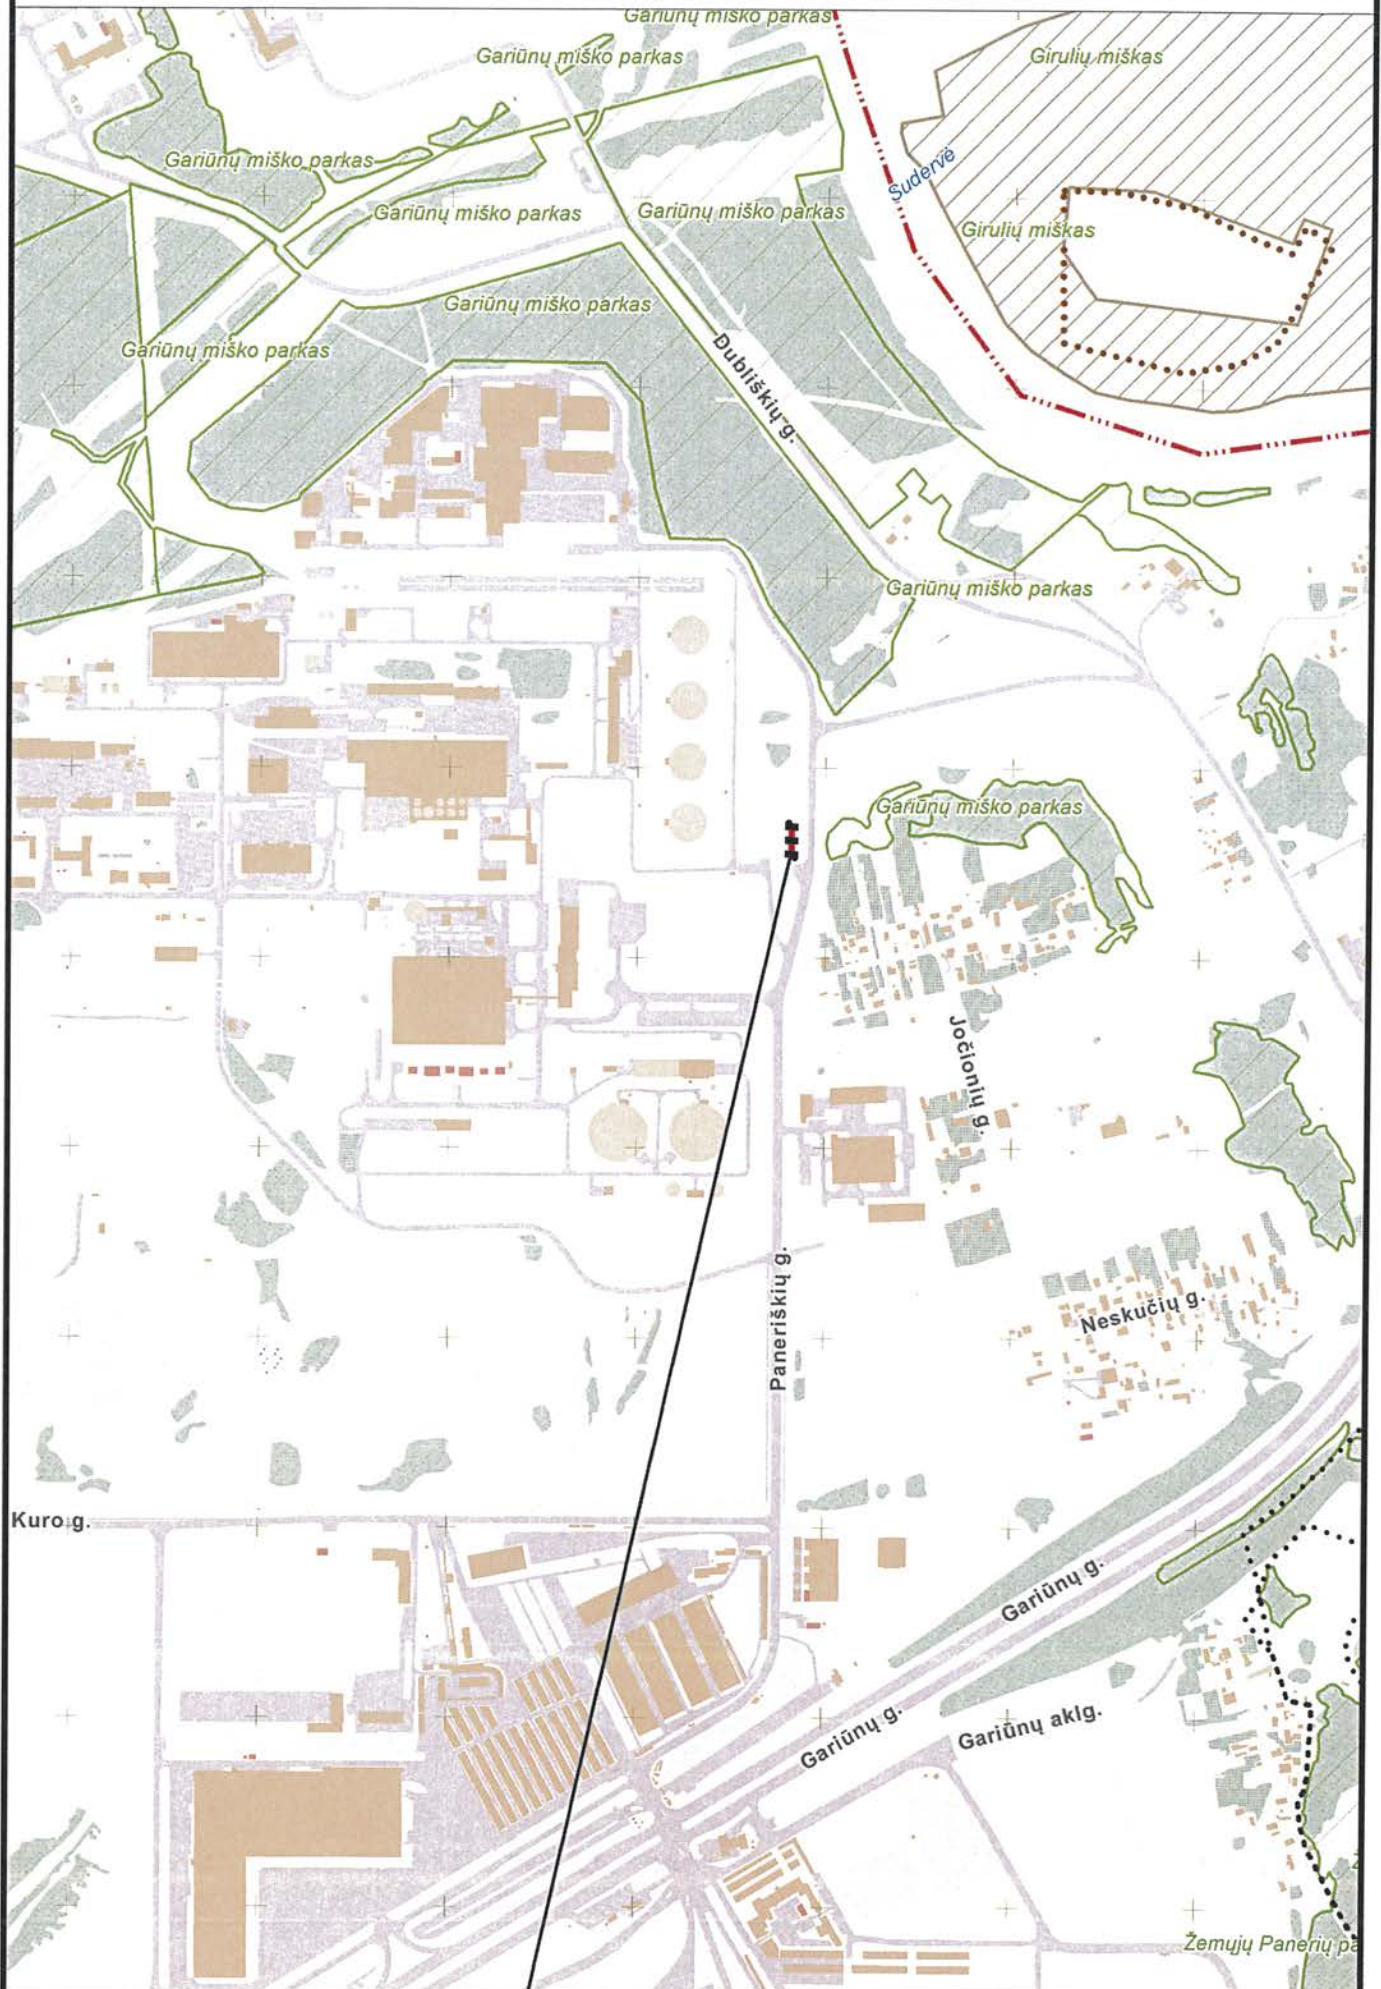 Gariūnų miško parkas
Gariūnų miško parkas
Girulių miškas
Gariūnų miško parkas
Sudervė
Gariūnų miško parkas
Gariūnų miško parkas
Girulių miškas
Gariūnų miško parkas
Gariūnų miško parkas
Dubliškių g.
Gariūnų miško parkas
Gariūnų miško parkas
Jočionių g.
Paneriškių g.
Neskučių g.
Kuro g.
Gariūnų g.
Gariūnų g.
Gariūnų aklg.
Žemųjų Panerių pa